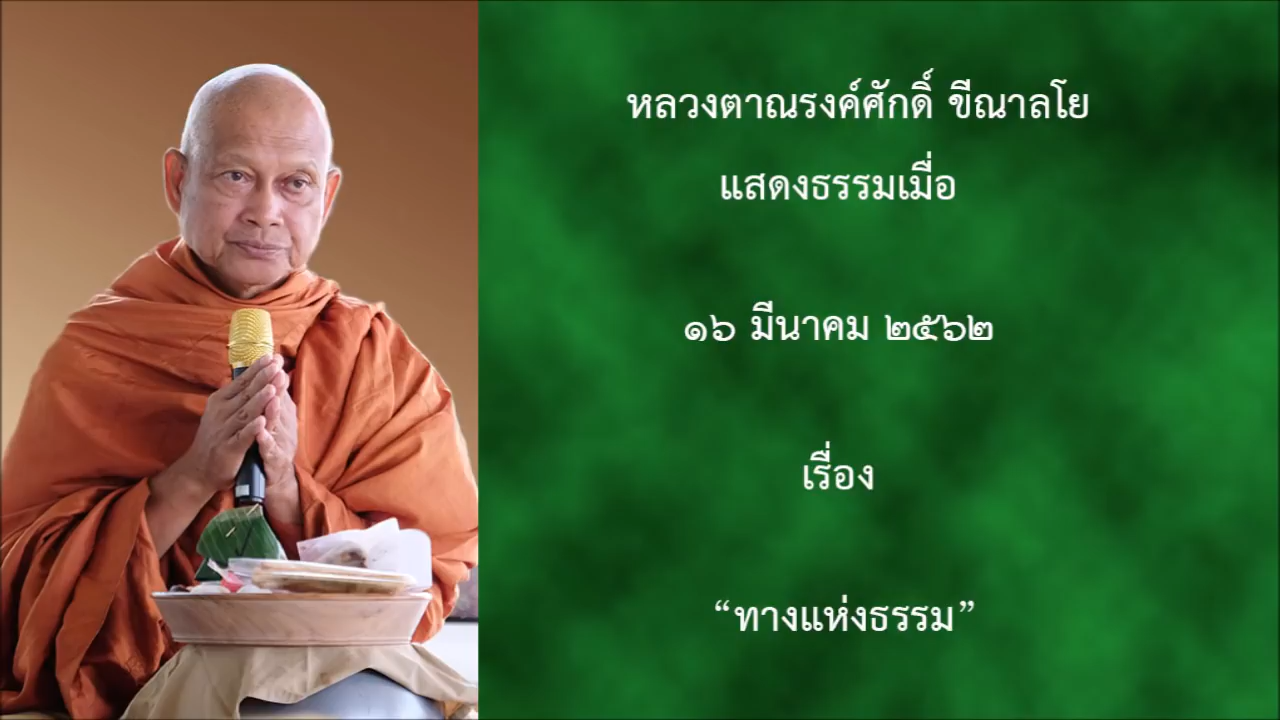 หลวงตาณรงค์ศักดิ์ ขีณาลโย
แสดงธรรมเมื่อ
๑๖ มีนาคม ๒๕๖๒
เรื่อง
“ทางแห่งธรรม”